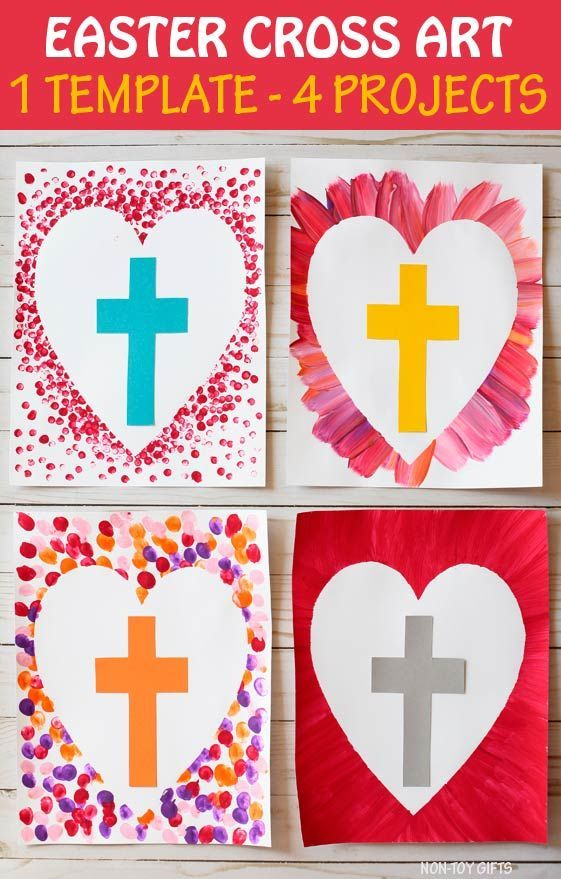 EASTER CROSS ART
1 TEMPLATE - 4 PROJECTS
NON-TOY GIFTS